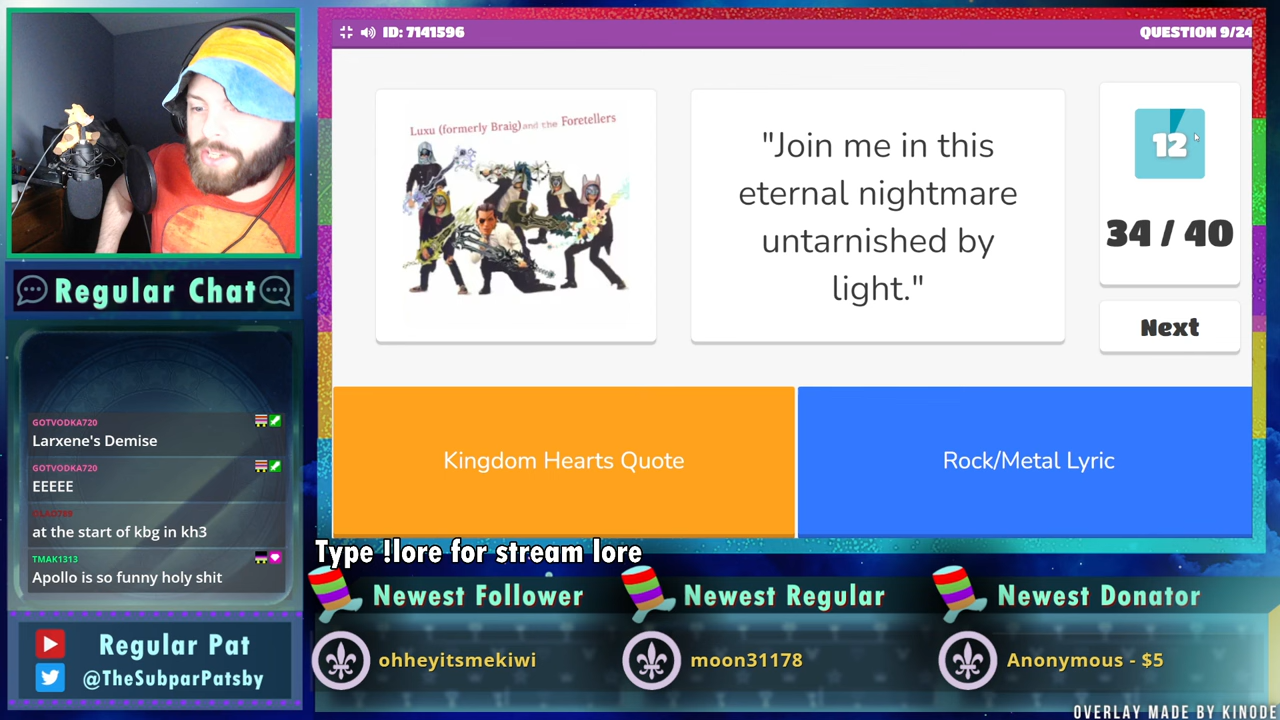 ID: 7141596
QUESTION 9/24
Luxu (formerly Braig) and the Foretellers
"Join me in this
eternal nightmare
untarnished by
light."
12
34 / 40
Next
Kingdom Hearts Quote
Rock/Metal Lyric
Regular Chat
GOTVODKA720
Larxene's Demise
GOTVODKA720
EEEEE
at the start of kbg in kh3
TMAK1313
Apollo is so funny holy shit
Regular Pat
@TheSubparPatsby
Type !lore for stream lore
Newest Follower
ohheyitsmekiwi
Newest Regular
moon31178
Newest Donator
Anonymous - $5
OVERLAY MADE BY KINODE